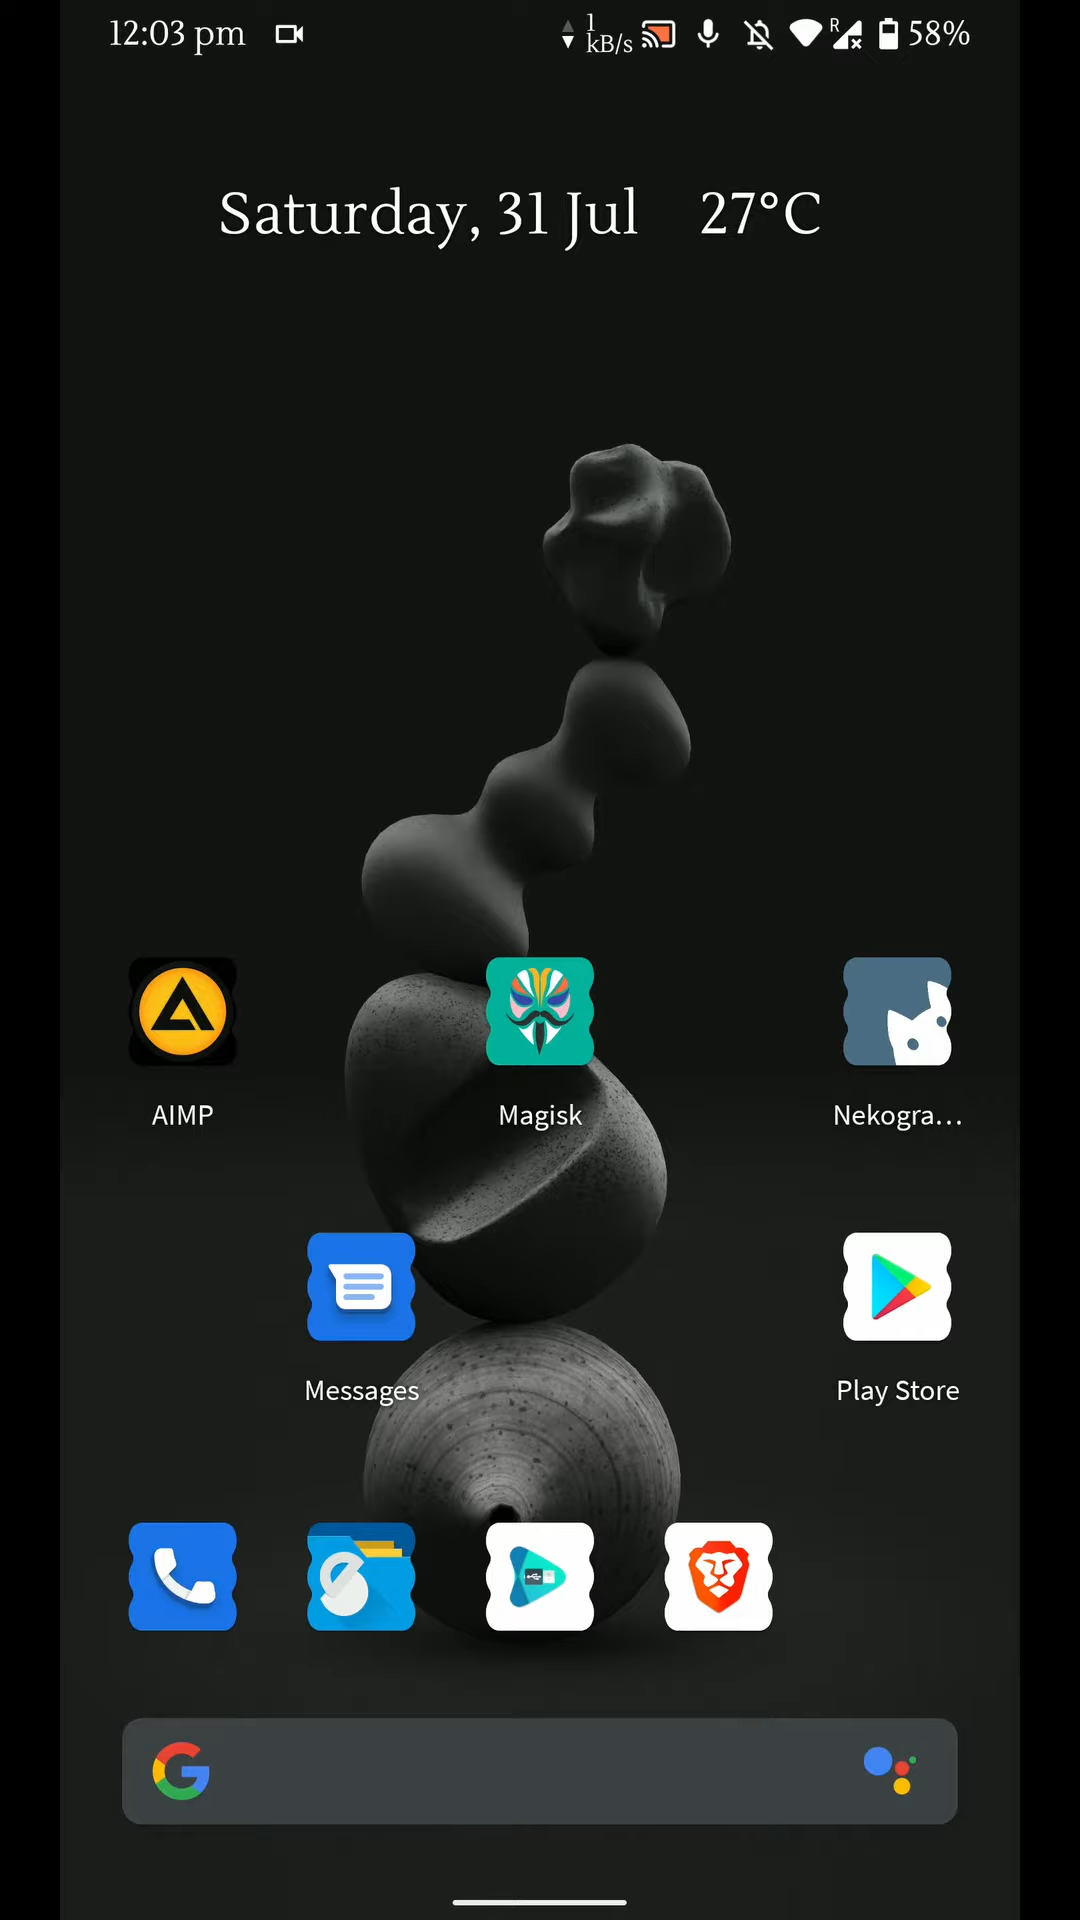 12:03 pm 1 kB/s R 58%
Saturday, 31 Jul 27°C
AIMP Magisk Nekogra...
Messages Play Store